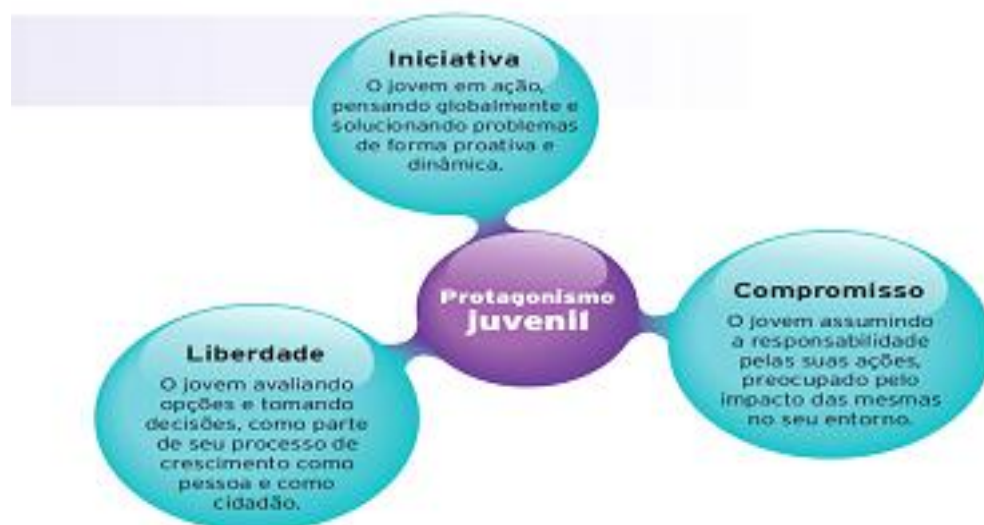 Iniciativa
O jovem em ação,
pensando globalmente e
solucionando problemas
de forma proativa e
dinâmica.
Protagonismo
juvenil
Compromisso
O jovem assumindo
a responsabilidade
pelas suas ações,
preocupado pelo
impacto das mesmas
no seu entorno.
Liberdade
O jovem avaliando
opções e tomando
decisões, como parte
de seu processo de
crescimento como
pessoa e como
cidadão.